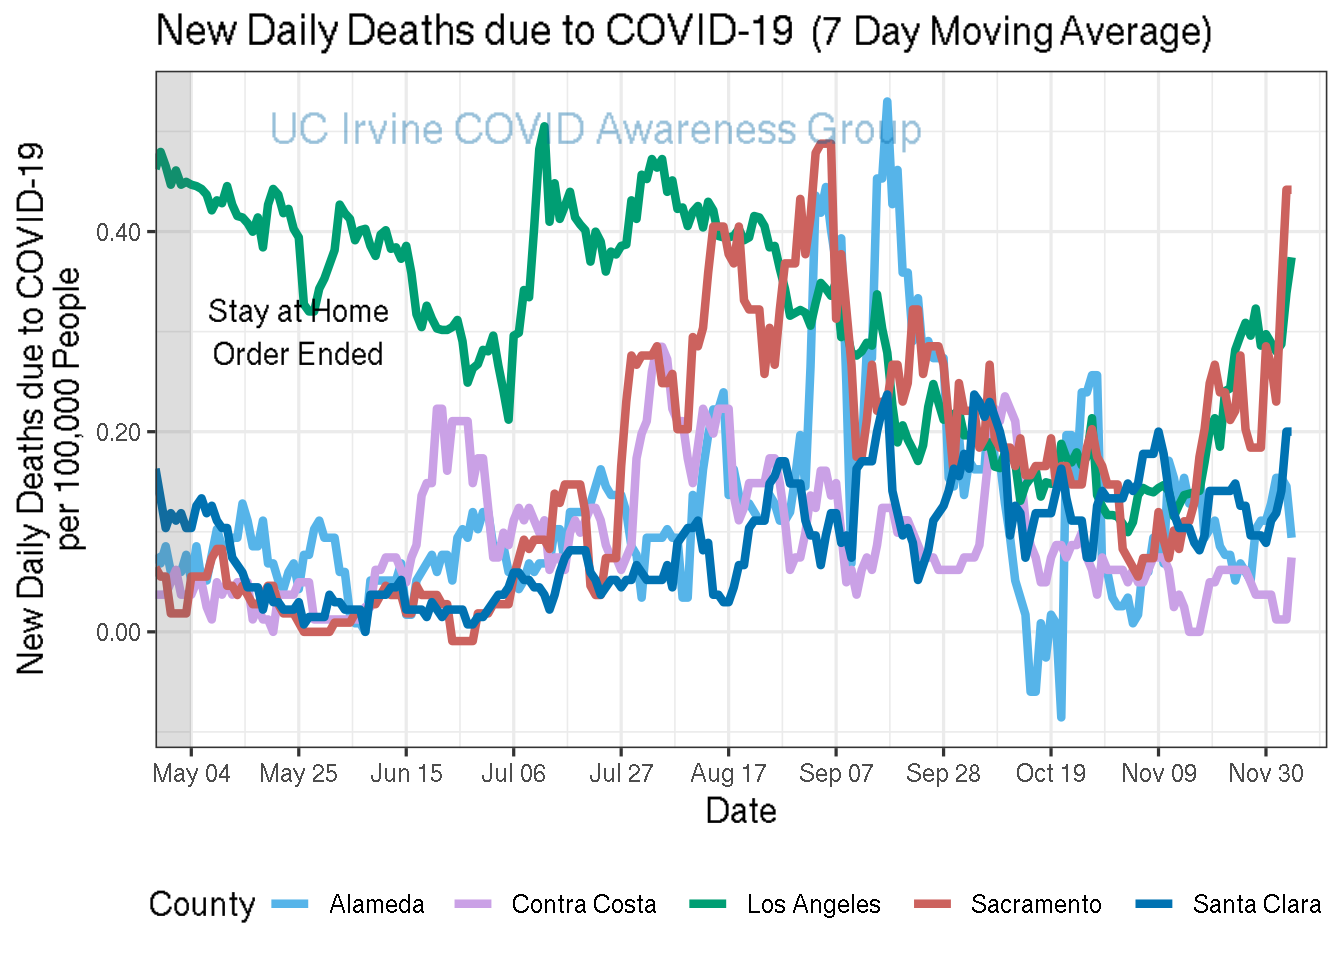 New Daily Deaths due to COVID-19 (7 Day Moving Average)
UC Irvine COVID Awareness Group
New Daily Deaths due to COVID-19
per 100,000 People
0.40
0.20
0.00
Stay at Home
Order Ended
May 04 May 25 Jun 15 Jul 06 Jul 27 Aug 17 Sep 07 Sep 28 Oct 19 Nov 09 Nov 30
Date
County Alameda Contra Costa Los Angeles Sacramento Santa Clara